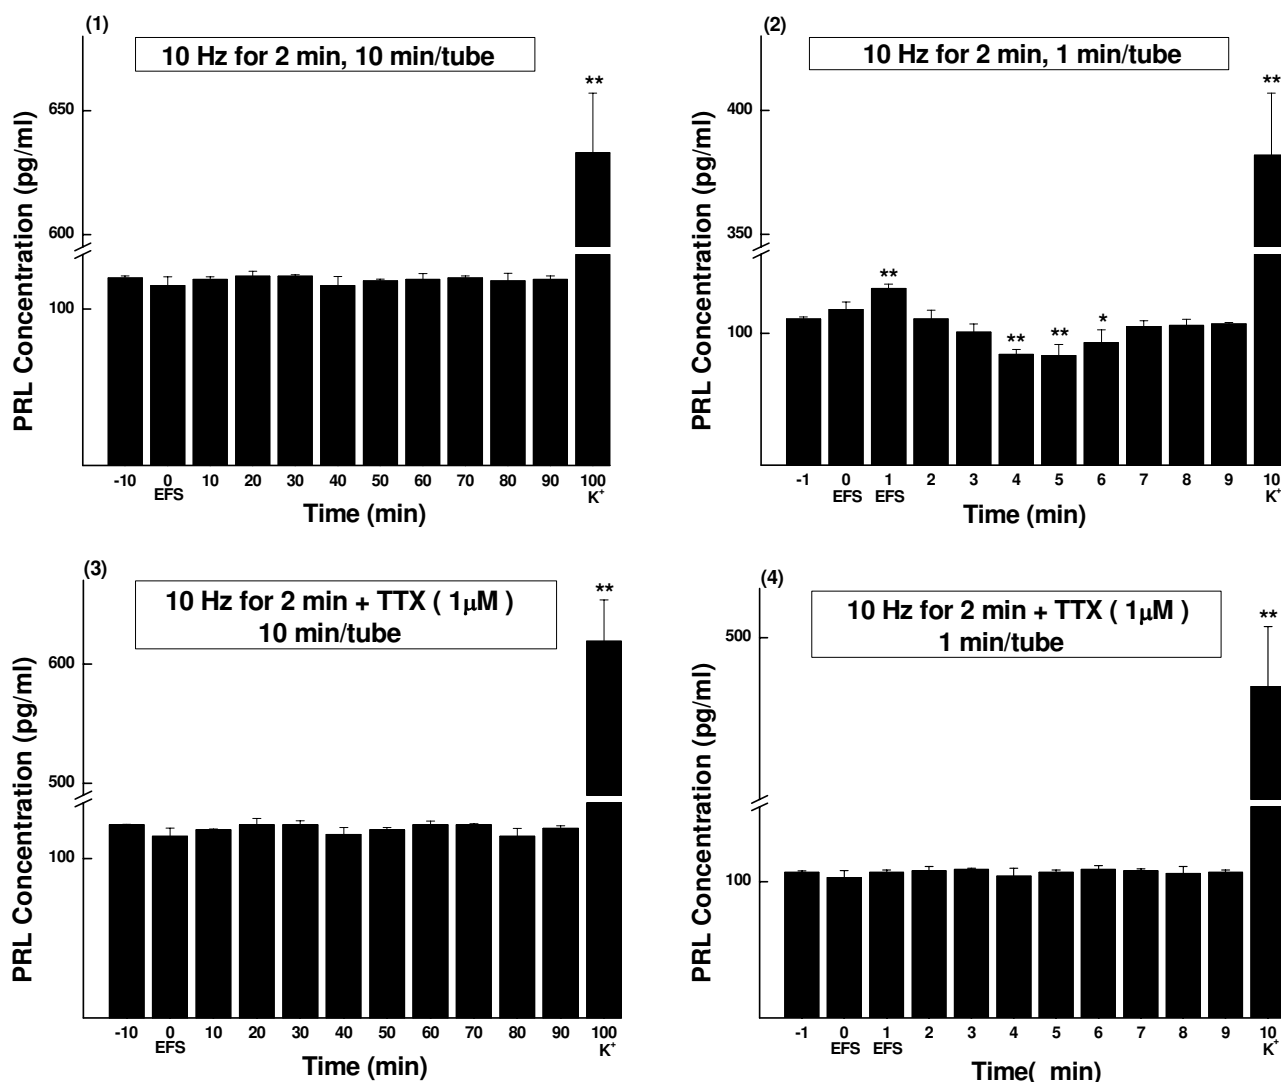 (1)
10 Hz for 2 min, 10 min/tube
**
650
600
100
PRL Concentration (pg/ml)
-10 0 10 20 30 40 50 60 70 80 90 100
EFS K+
Time (min)
(2)
10 Hz for 2 min, 1 min/tube
**
400
350
**
*
**
**
100
PRL Concentration (pg/ml)
-1 0 1 2 3 4 5 6 7 8 9 10
EFS EFS K+
Time (min)
(3)
10 Hz for 2 min + TTX ( 1μM )
10 min/tube
**
600
500
100
PRL Concentration (pg/ml)
-10 0 10 20 30 40 50 60 70 80 90 100
EFS K+
Time (min)
(4)
10 Hz for 2 min + TTX ( 1μM )
1 min/tube
**
500
100
PRL Concentration (pg/ml)
-1 0 1 2 3 4 5 6 7 8 9 10
EFS EFS K+
Time( min)